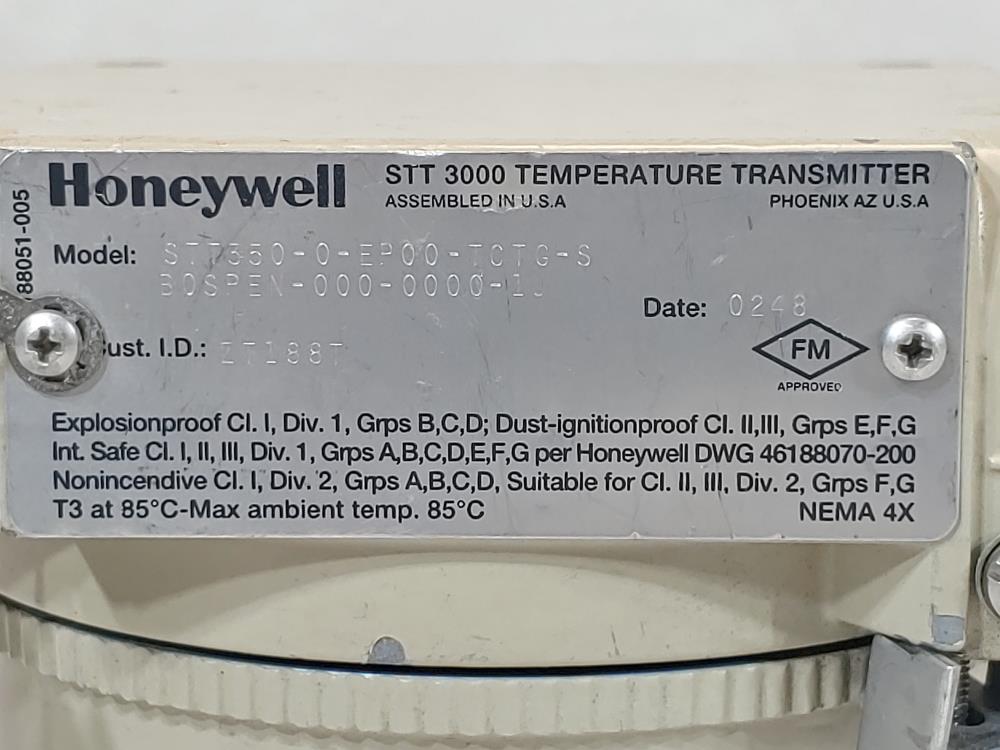 Honeywell
STT 3000 TEMPERATURE TRANSMITTER
ASSEMBLED IN U.S.A
PHOENIX AZ U.S.A
88051-005
Model: STT350-0-EP00-TCTG-S
BOSPEN-000-0000-1J
Date: 0248
ust. I.D.: ZT188T
FM
APPROVED
Explosionproof Cl. I, Div. 1, Grps B,C,D; Dust-ignitionproof Cl. II,III, Grps E,F,G
Int. Safe Cl. I, II, III, Div. 1, Grps A,B,C,D,E,F,G per Honeywell DWG 46188070-200
Nonincendive Cl. I, Div. 2, Grps A,B,C,D, Suitable for Cl. II, III, Div. 2, Grps F,G
T3 at 85°C-Max ambient temp. 85°C
NEMA 4X